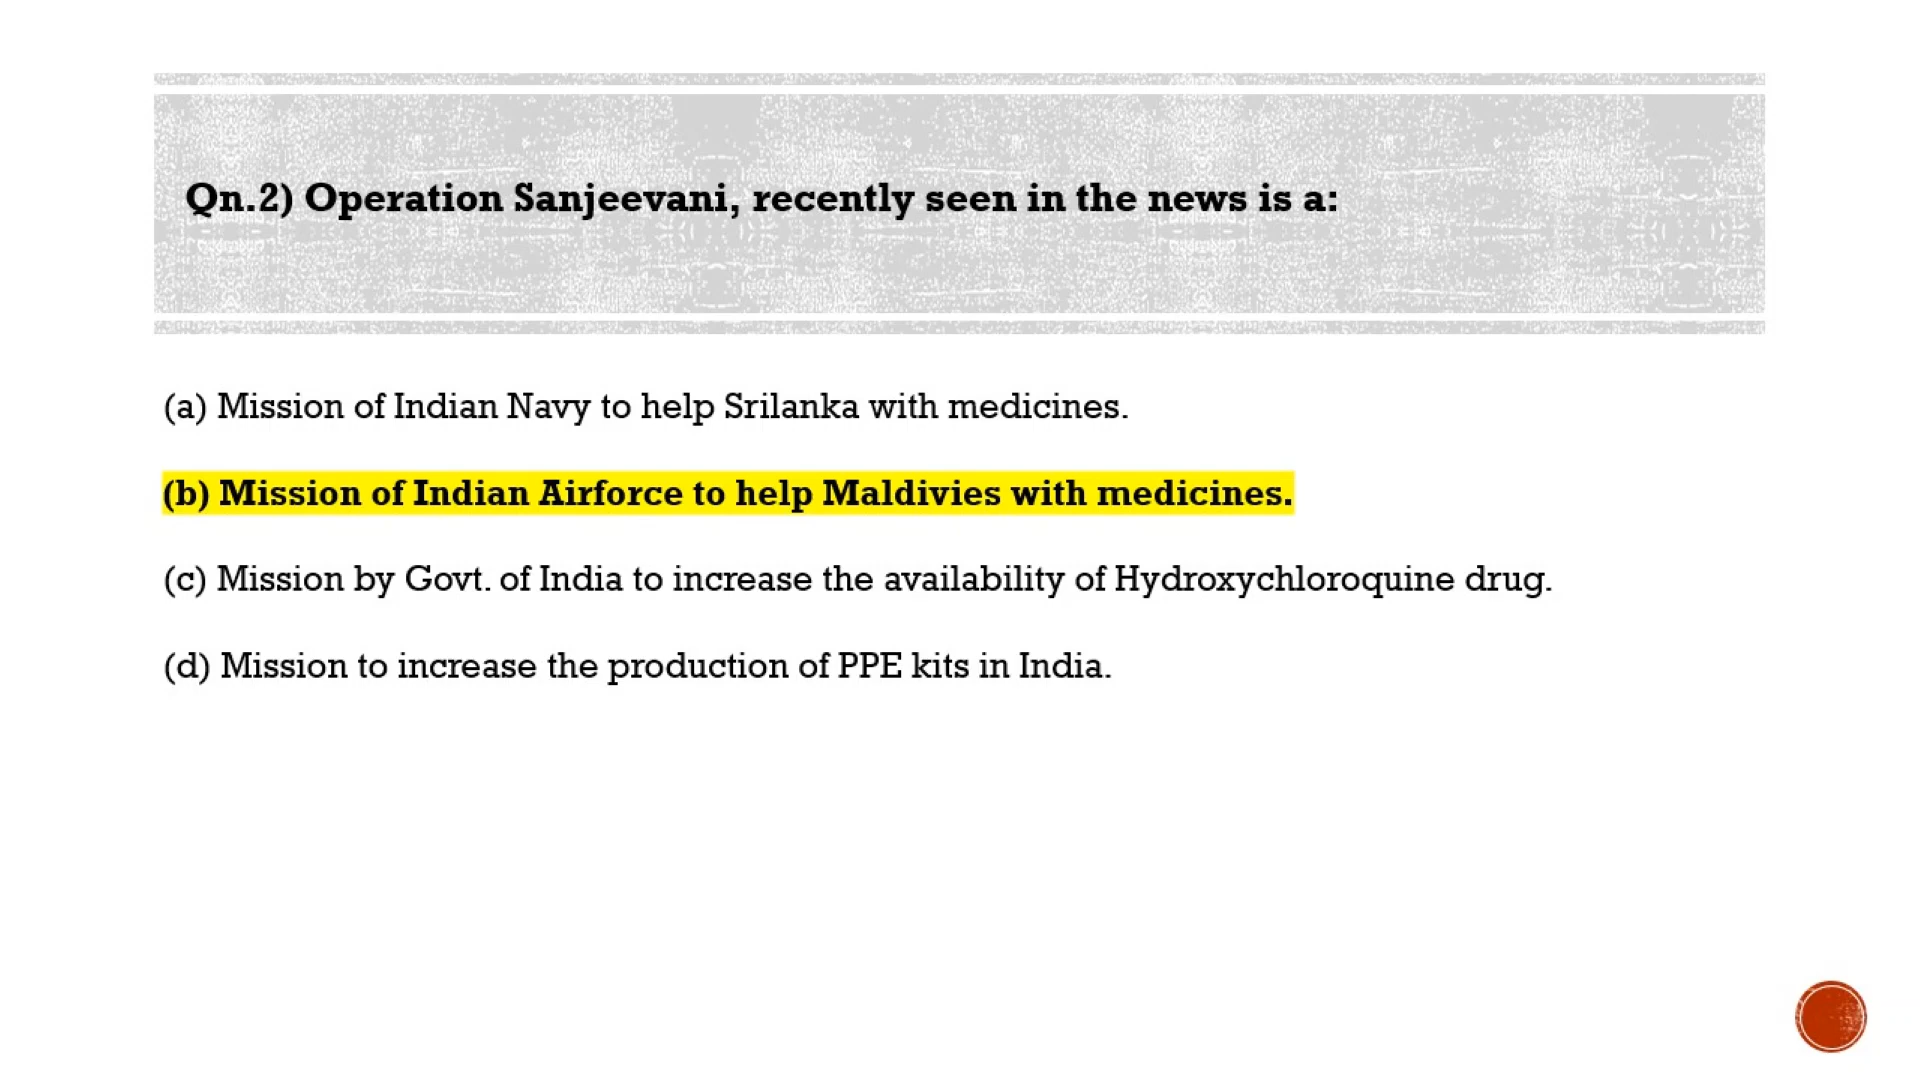 Qn.2) Operation Sanjeevani, recently seen in the news is a:
(a) Mission of Indian Navy to help Srilanka with medicines.
(b) Mission of Indian Airforce to help Maldivies with medicines.
(c) Mission by Govt. of India to increase the availability of Hydroxychloroquine drug.
(d) Mission to increase the production of PPE kits in India.